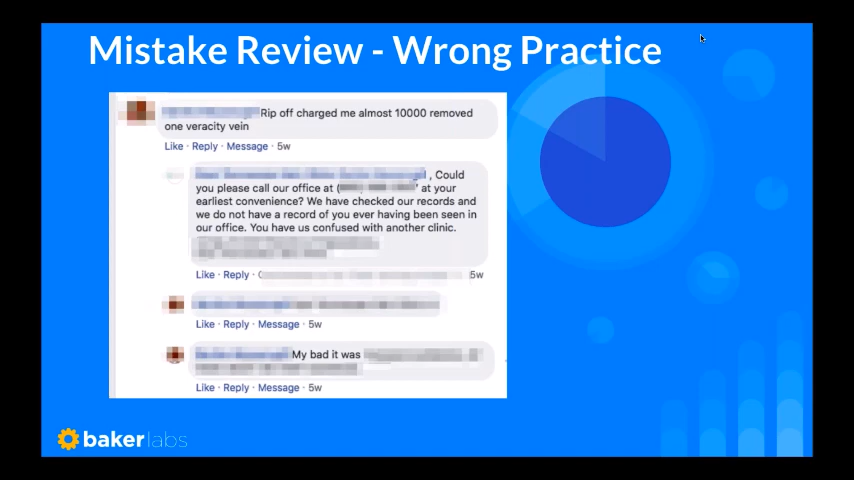 Mistake Review - Wrong Practice
Rip off charged me almost 10000 removed
one veracity vein
Like · Reply · Message · 5w
, Could
you please call our office at ( at your
earliest convenience? We have checked our records and
we do not have a record of you ever having been seen in
our office. You have us confused with another clinic.
Like · Reply · 5w
Like · Reply · Message · 5w
My bad it was
Like · Reply · Message · 5w
bakerlabs